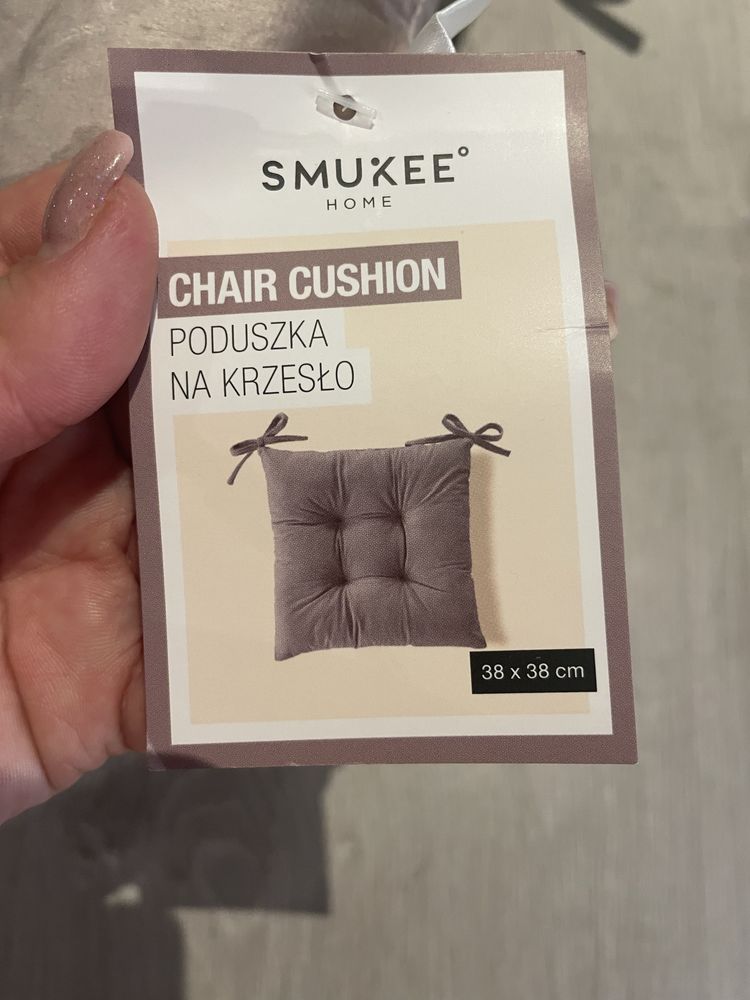 SMUKEE°
HOME
CHAIR CUSHION
PODUSZKA
NA KRZESŁO
38 x 38 cm